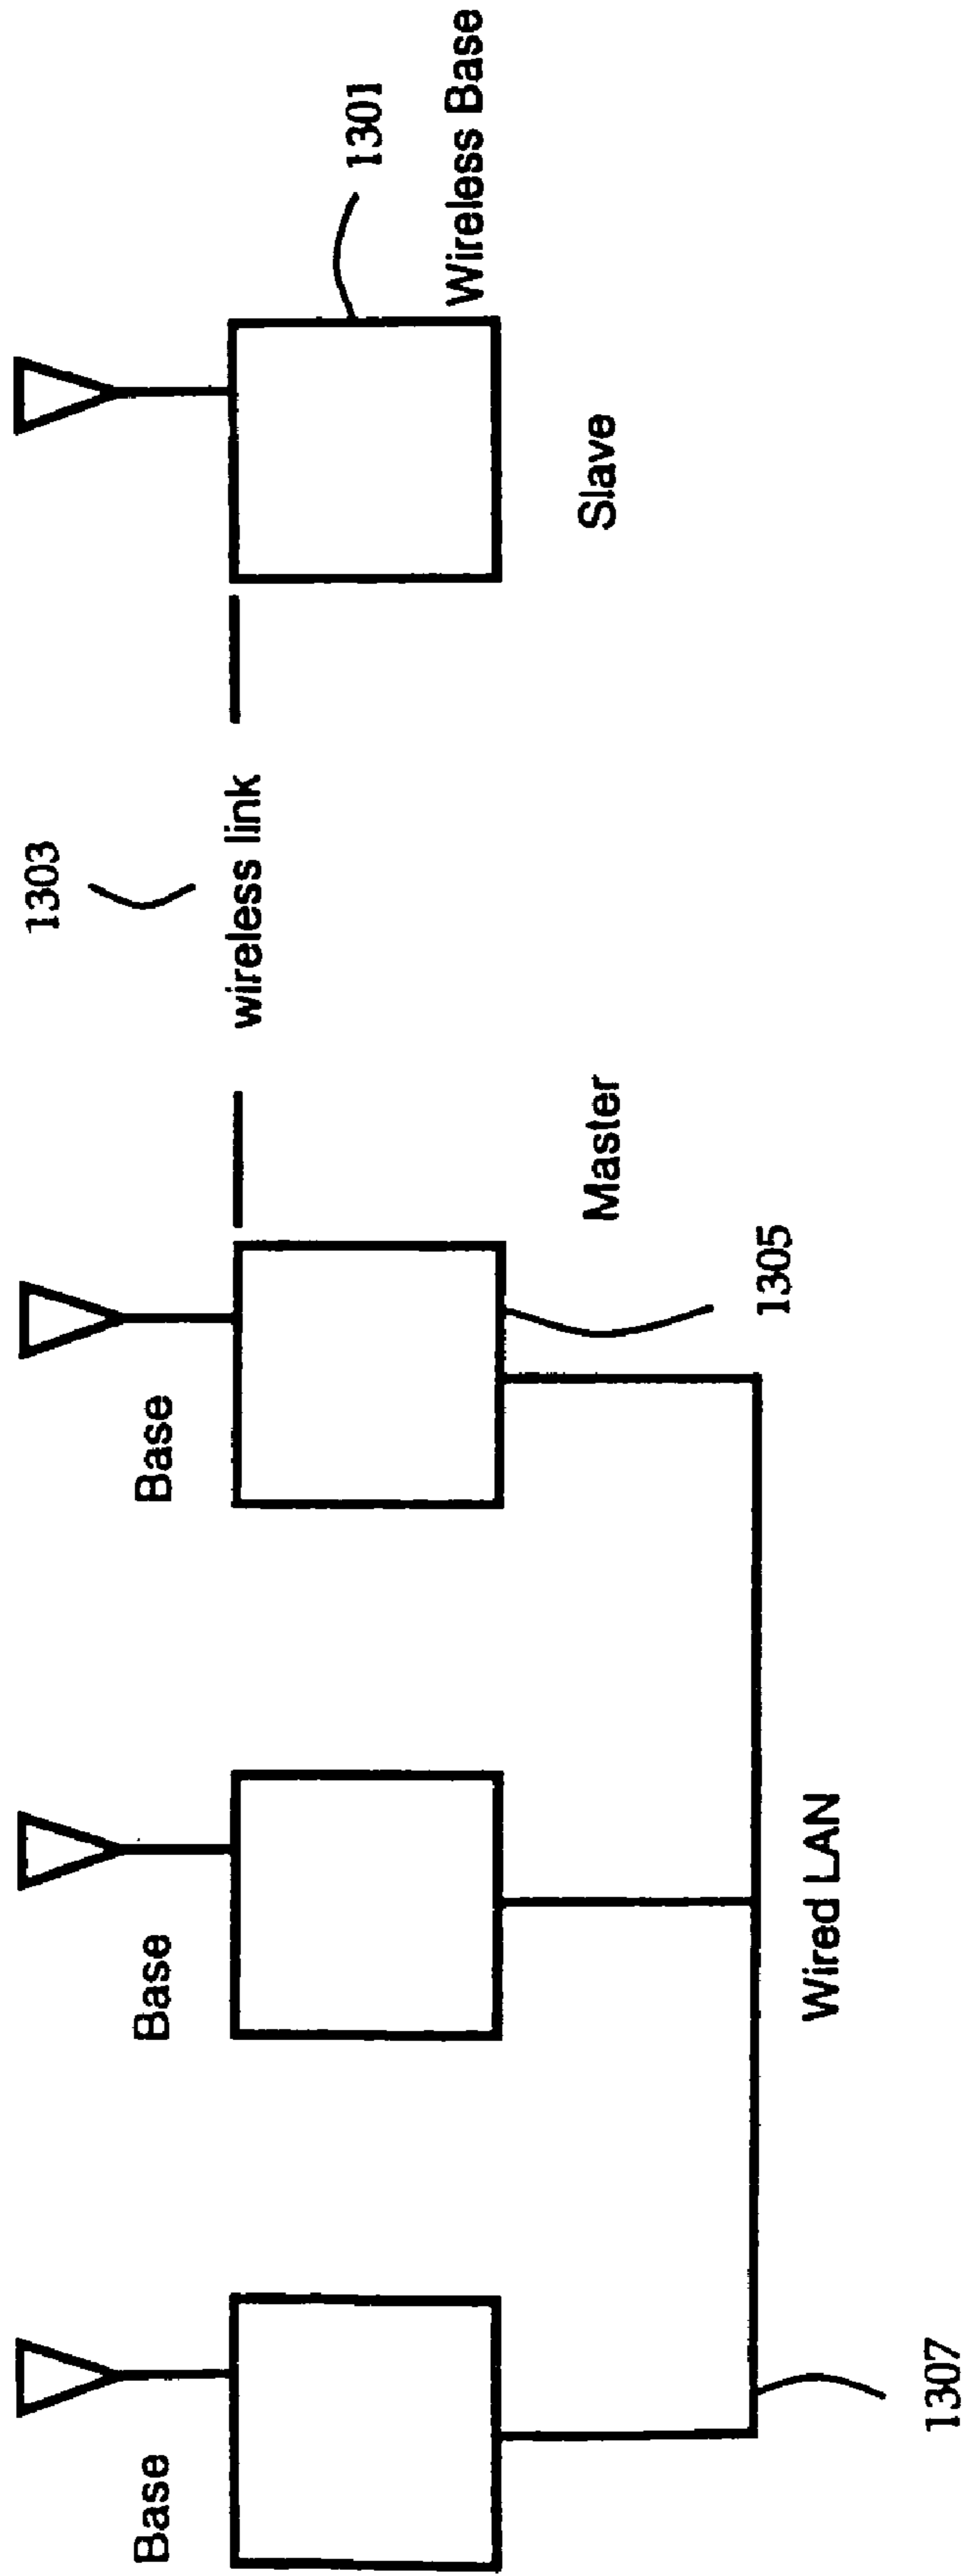 Base
Base
Base
1303
wireless link
1301
Wireless Base
Master
Slave
1305
Wired LAN
1307